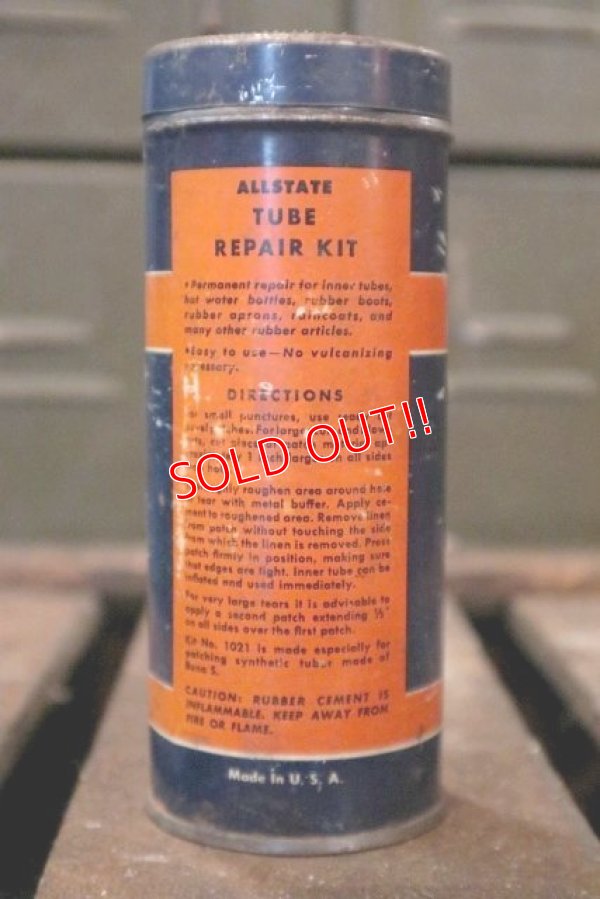 ALLSTATE
TUBE
REPAIR KIT
• Permanent repair for inner tubes,
hot water bottles, rubber boots,
rubber aprons, raincoats, and
many other rubber articles.
• Easy to use—No vulcanizing
necessary.
DIRECTIONS
For small punctures, use
For large
cut piece of patch material
larger on all sides
SOLD OUT!!
roughen area around hole
or tear with metal buffer. Apply ce-
ment to roughened area. Remove linen
from patch without touching the side
from which the linen is removed. Press
patch firmly in position, making sure
that edges are tight. Inner tube can be
inflated and used immediately.
For very large tears it is advisable to
apply a second patch extending ½"
on all sides over the first patch.
Kit No. 1021 is made especially for
patching synthetic tubes made of
Buna S.
CAUTION: RUBBER CEMENT IS
INFLAMMABLE. KEEP AWAY FROM
FIRE OR FLAME.
Made In U. S. A.